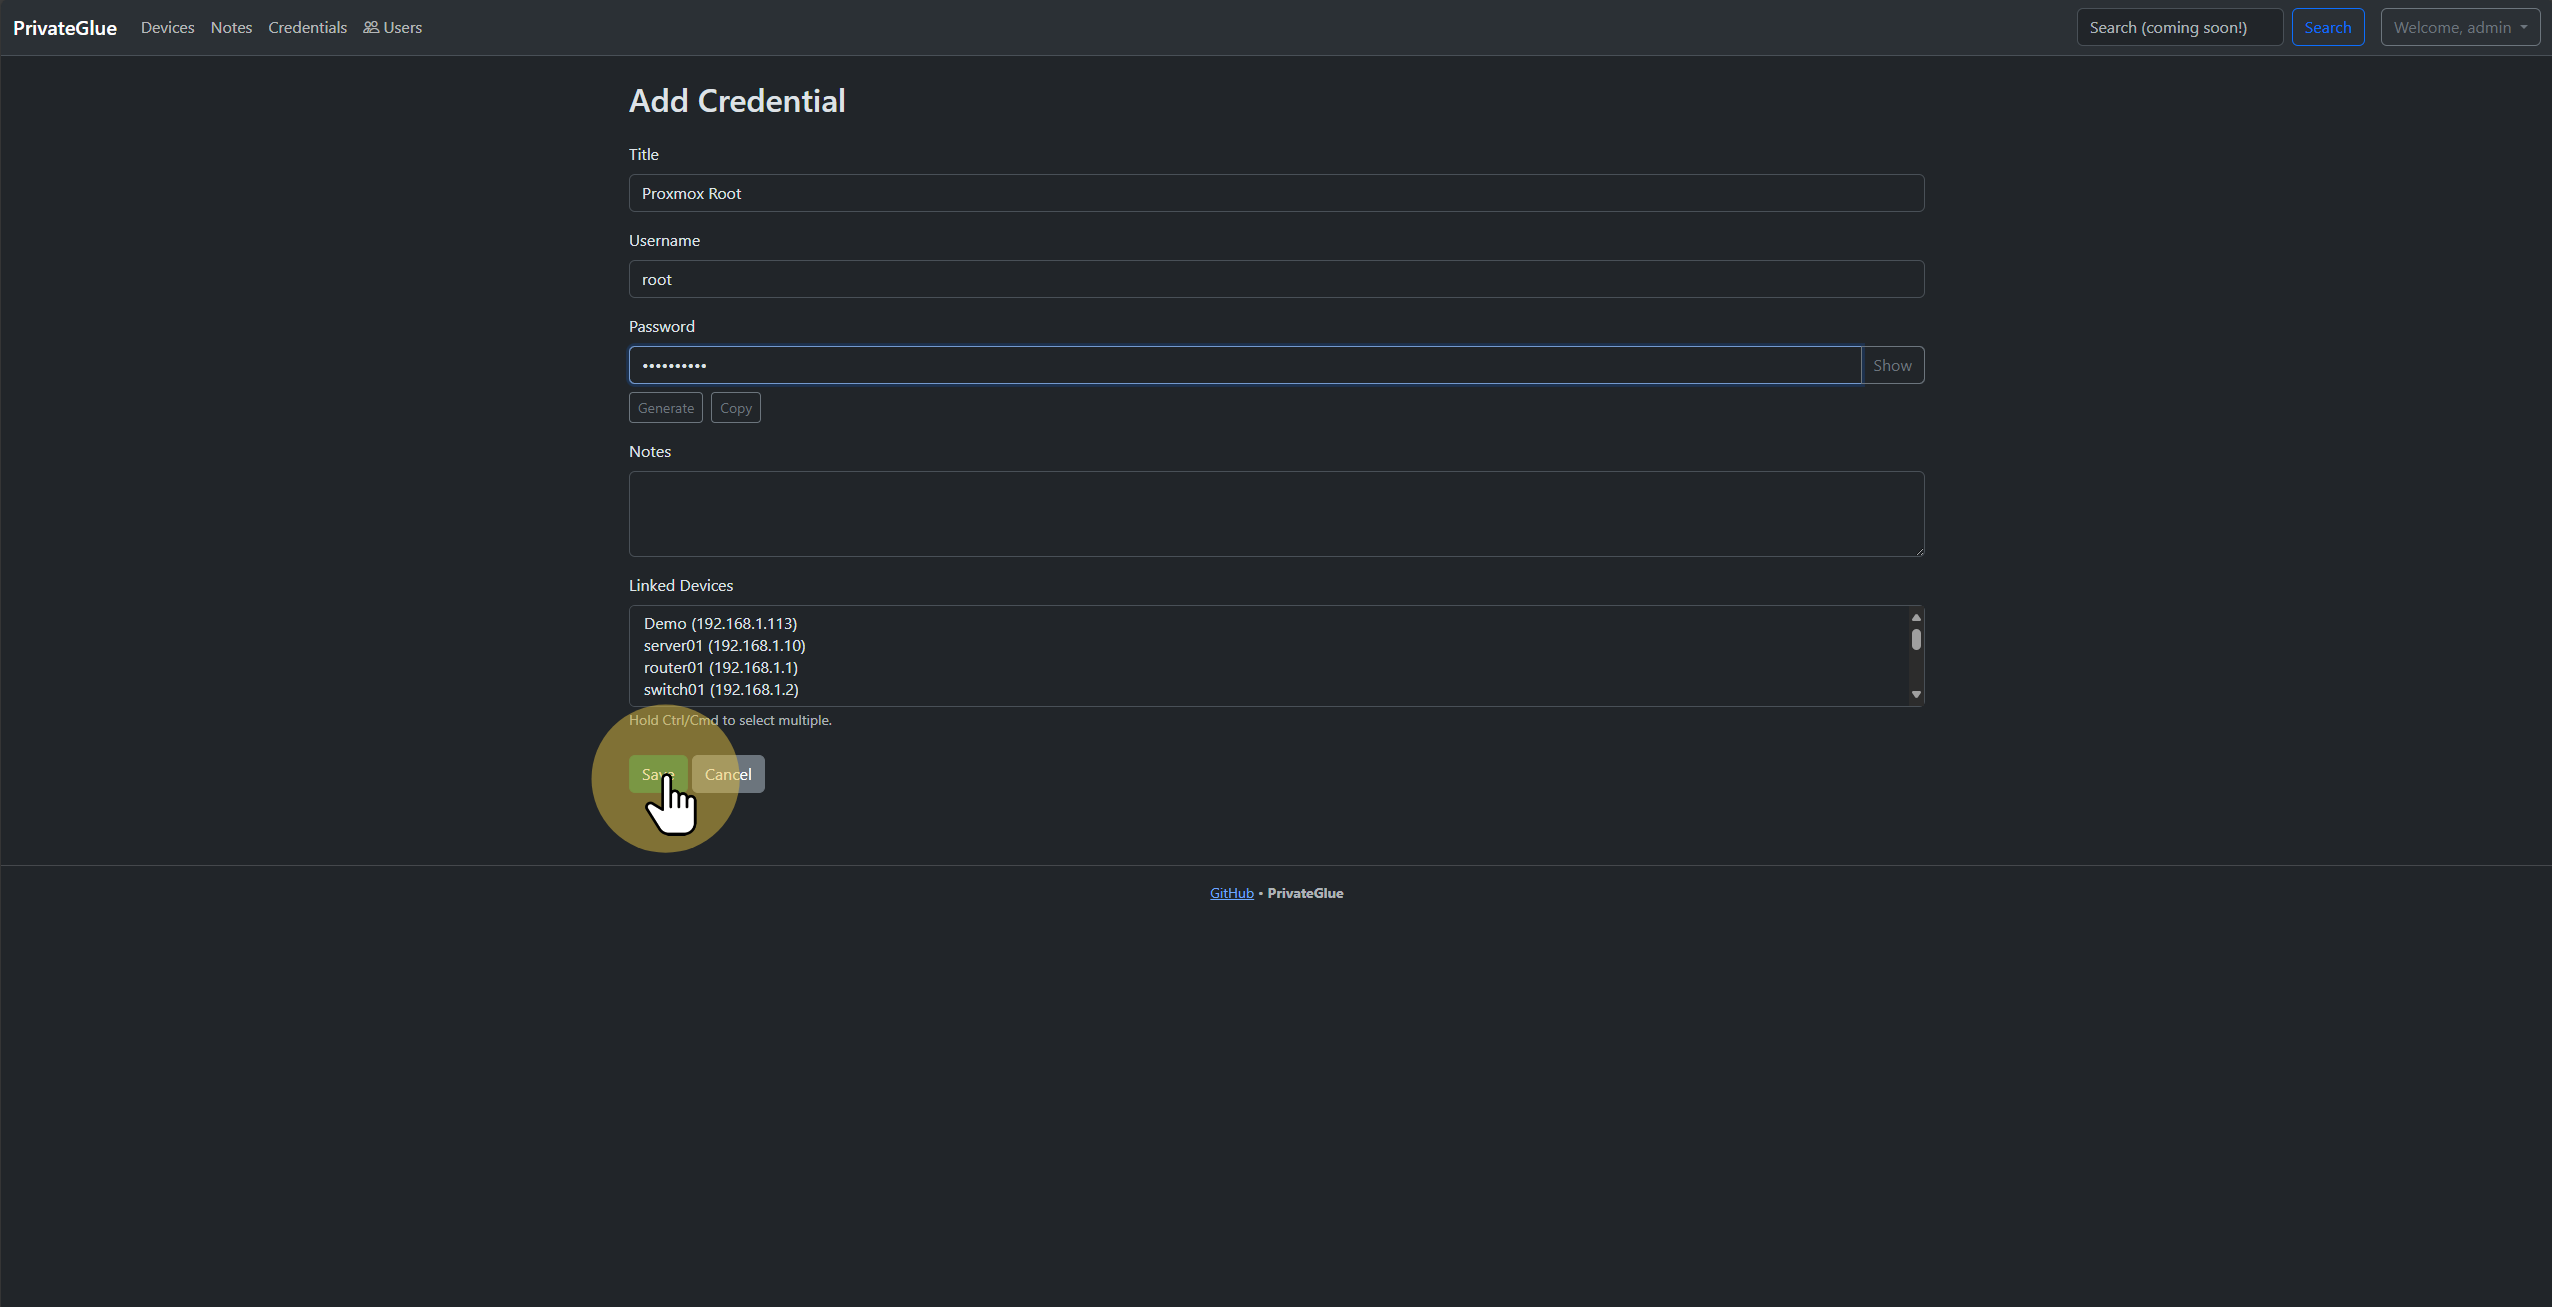 PrivateGlue Devices Notes Credentials Users Search (coming soon!) Search Welcome, admin
Add Credential
Title
Proxmox Root
Username
root
Password
•••••••••• Show
Generate Copy
Notes
Linked Devices
Demo (192.168.1.113)
server01 (192.168.1.10)
router01 (192.168.1.1)
switch01 (192.168.1.2)
Hold Ctrl/Cmd to select multiple.
Save Cancel
GitHub • PrivateGlue